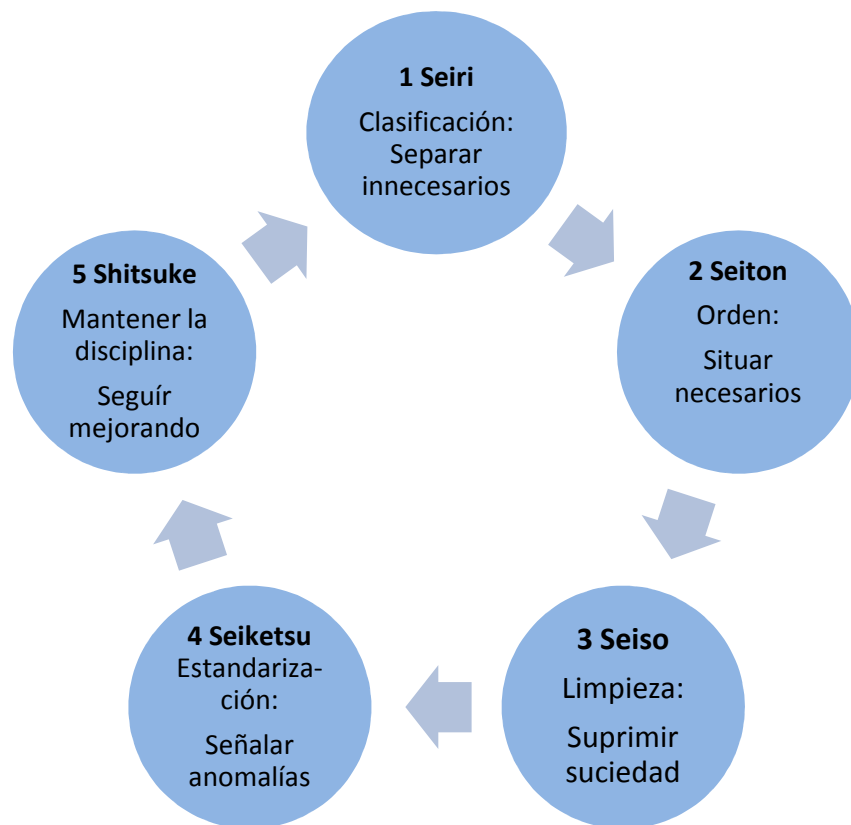 1 Seiri
Clasificación:
Separar
innecesarios
2 Seiton
Orden:
Situar
necesarios
3 Seiso
Limpieza:
Suprimir
suciedad
4 Seiketsu
Estandariza-
ción:
Señalar
anomalías
5 Shitsuke
Mantener la
disciplina:
Seguír
mejorando